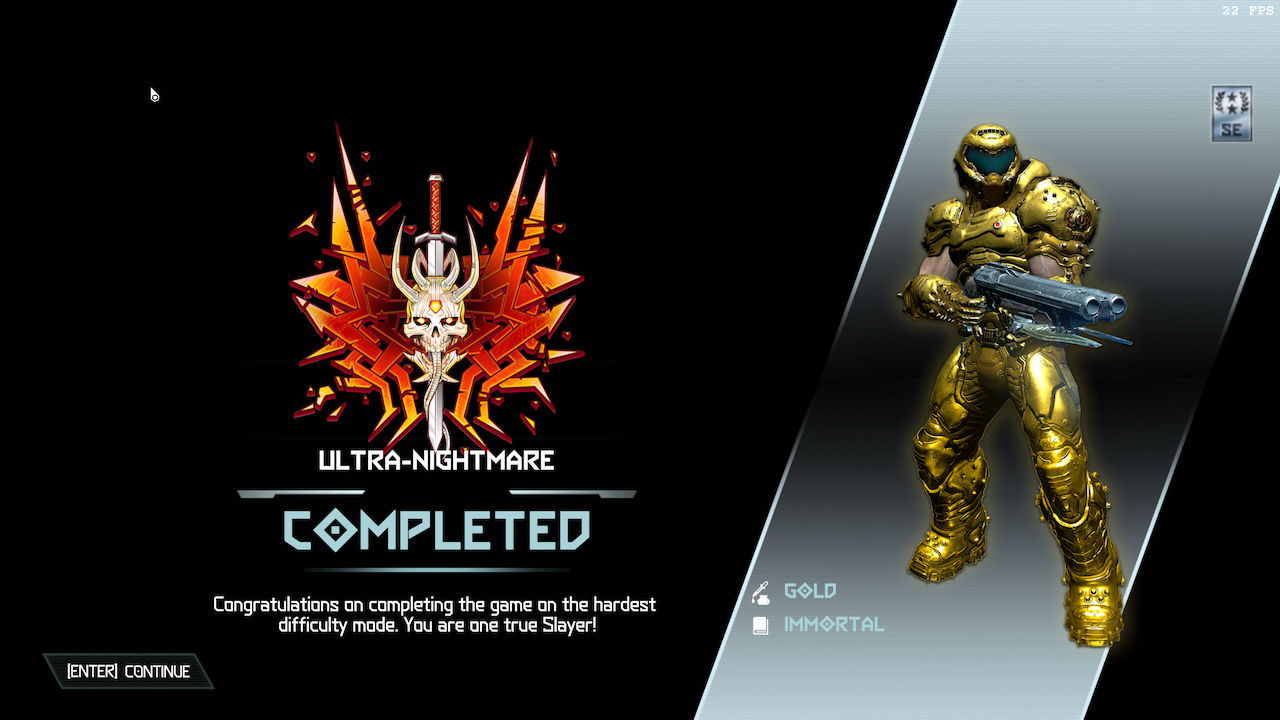 22 FPS
SE
ULTRA-NIGHTMARE
COMPLETED
Congratulations on completing the game on the hardest
difficulty mode. You are one true Slayer!
GOLD
IMMORTAL
[ENTER] CONTINUE